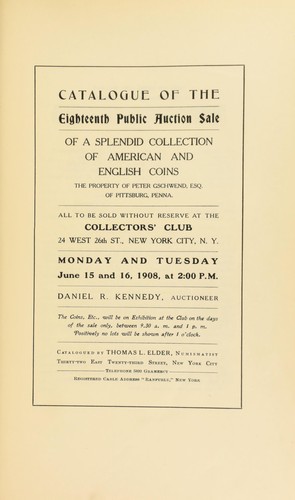 CATALOGUE OF THE
Eighteenth Public Auction Sale
OF A SPLENDID COLLECTION
OF AMERICAN AND
ENGLISH COINS
THE PROPERTY OF PETER GSCHWEND, ESQ.
OF PITTSBURG, PENNA.
ALL TO BE SOLD WITHOUT RESERVE AT THE
COLLECTORS' CLUB
24 WEST 26th ST., NEW YORK CITY, N. Y.
MONDAY AND TUESDAY
June 15 and 16, 1908, at 2:00 P.M.
DANIEL R. KENNEDY, AUCTIONEER
The Coins, Etc., will be on Exhibition at the Club on the days
of the sale only, between 9.30 a. m. and 1 p. m.
Positively no lots will be shown after 1 o'clock.
CATALOGUED BY THOMAS L. ELDER, NUMISMATIST
THIRTY-TWO EAST TWENTY-THIRD STREET, NEW YORK CITY
TELEPHONE GRAMERCY
REGISTERED CABLE ADDRESS NEW YORK